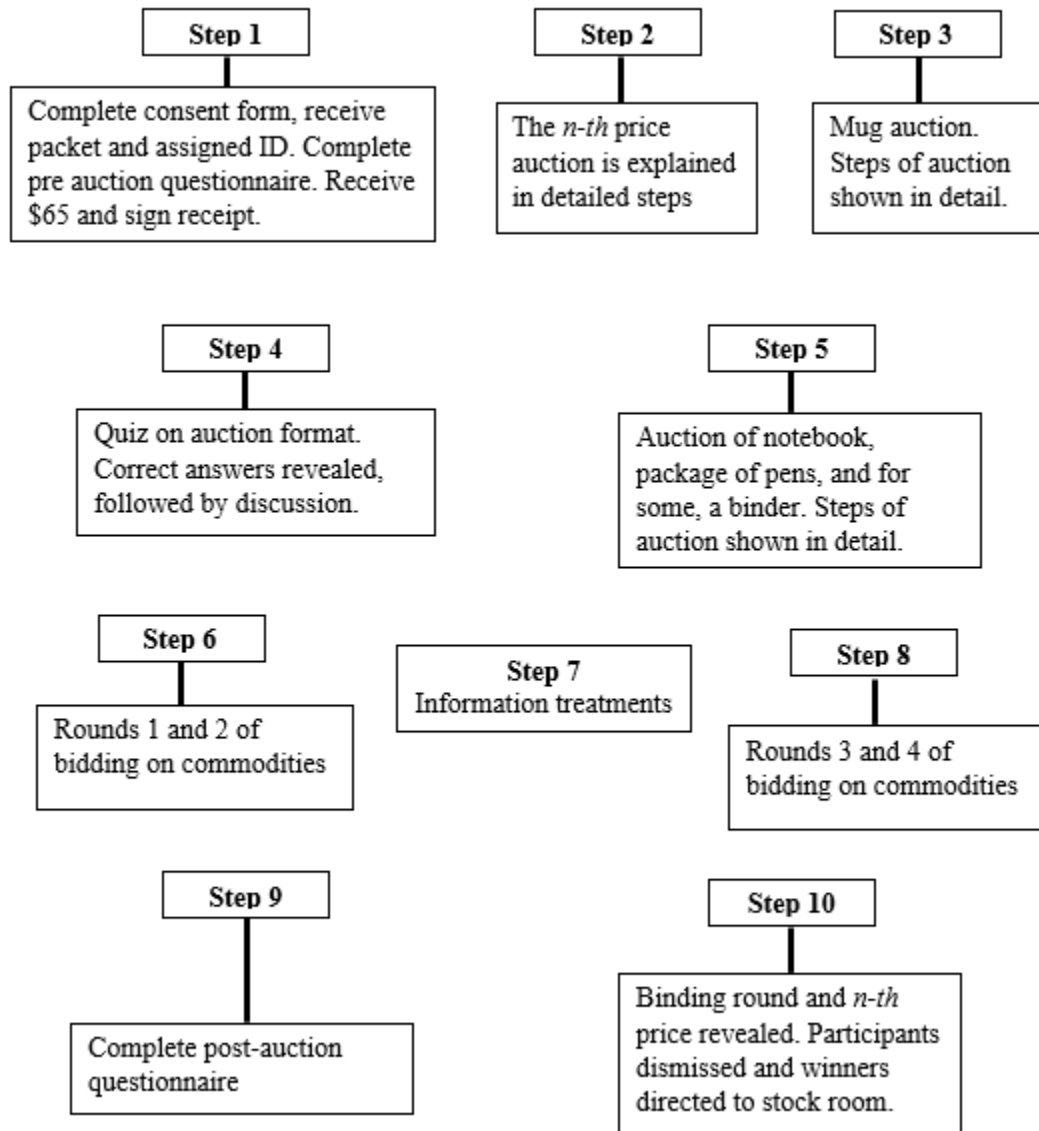 Step 1
Complete consent form, receive
packet and assigned ID. Complete
pre auction questionnaire. Receive
$65 and sign receipt.
Step 2
The n-th price
auction is explained
in detailed steps
Step 3
Mug auction.
Steps of auction
shown in detail.
Step 4
Quiz on auction format.
Correct answers revealed,
followed by discussion.
Step 5
Auction of notebook,
package of pens, and for
some, a binder. Steps of
auction shown in detail.
Step 6
Rounds 1 and 2 of
bidding on commodities
Step 7
Information treatments
Step 8
Rounds 3 and 4 of
bidding on commodities
Step 9
Complete post-auction
questionnaire
Step 10
Binding round and n-th
price revealed. Participants
dismissed and winners
directed to stock room.